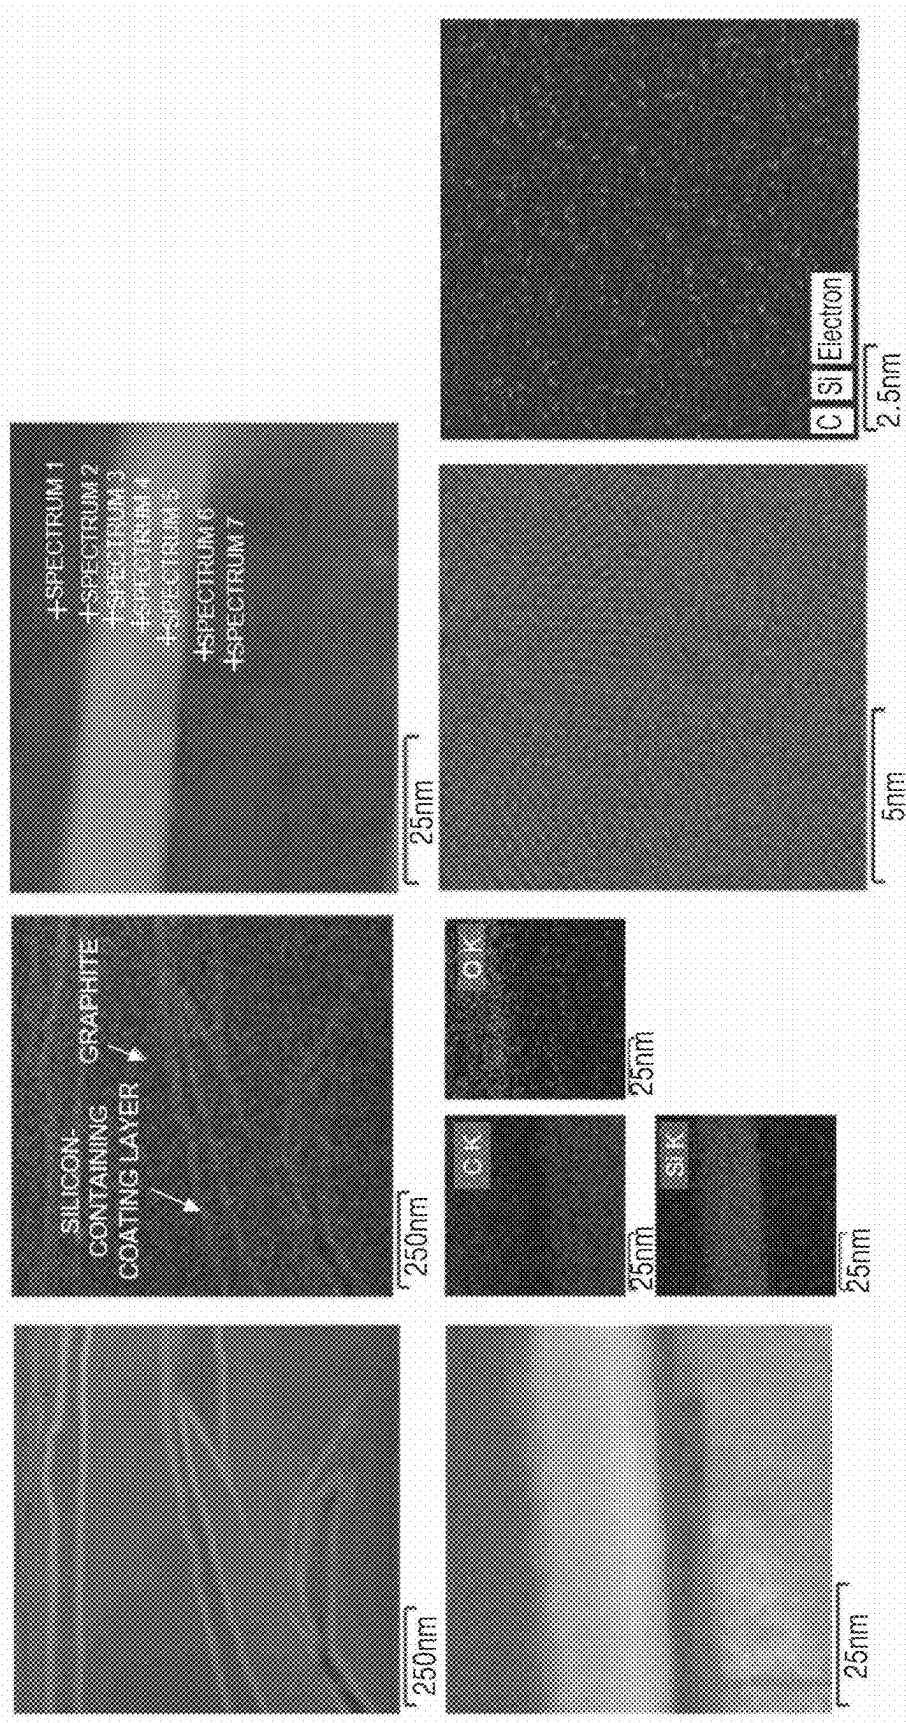 250nm
SILICON-
CONTAINING
COATING LAYER
GRAPHITE
250nm
+SPECTRUM 1
+SPECTRUM 2
+SPECTRUM 3
+SPECTRUM 4
+SPECTRUM 5
+SPECTRUM 6
+SPECTRUM 7
25nm
25nm
C K
25nm
O K
25nm
Si K
25nm
5nm
C Si Electron
2.5nm